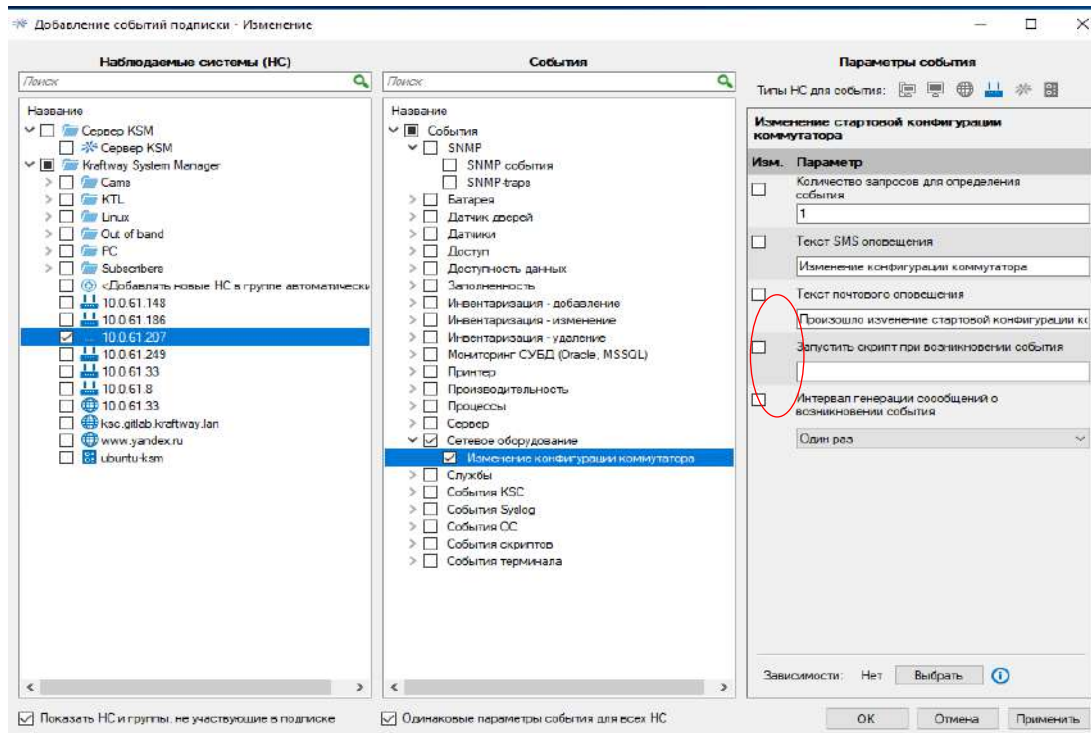 Добавление событий подписки - Изменение
Наблюдаемые системы (НС)
Поиск
Название
Сервер KSM
Сервер KSM
Kraftway System Manager
Cams
KTL
Linux
Out of band
PC
Subscribers
<Добавлять новые НС в группе автоматически
10.0.61.148
10.0.61.186
10.0.61.207
10.0.61.249
10.0.61.33
10.0.61.8
10.0.61.33
ksc.gitlab.kraftway.lan
www.yandex.ru
ubuntu-ksm
Показать НС и группы, не участвующие в подписке
События
Поиск
Название
События
SNMP
SNMP события
SNMP-traps
Батарея
Датчик дверей
Датчики
Доступ
Доступность данных
Заполненность
Инвентаризация - добавление
Инвентаризация - изменение
Инвентаризация - удаление
Мониторинг СУБД (Oracle, MSSQL)
Принтер
Производительность
Процессы
Сервер
Сетевое оборудование
Изменение конфигурации коммутатора
Службы
События KSC
События Syslog
События ОС
События скриптов
События терминала
Одинаковые параметры события для всех НС
Параметры события
Типы НС для события:
Изменение стартовой конфигурации
коммутатора
Изм. Параметр
Количество запросов для определения
события
1
Текст SMS оповещения
Изменение конфигурации коммутатора
Текст почтового оповещения
Произошло изменение стартовой конфигурации ко
Запустить скрипт при возникновении события
Интервал генерации сообщений о
возникновении события
Один раз
Зависимости: Нет Выбрать
OK Отмена Применить